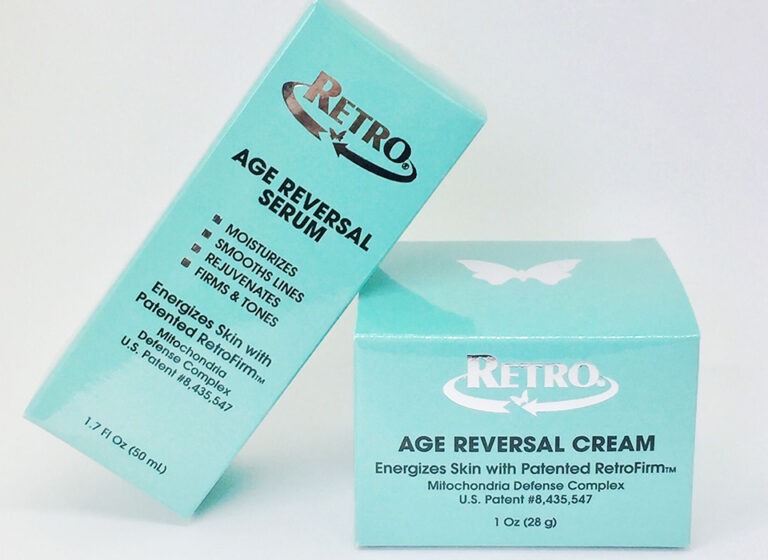 RETRO®
AGE REVERSAL
SERUM
MOISTURIZES
SMOOTHS LINES
REJUVENATES
FIRMS & TONES
Energizes Skin with
Patented RetroFirm™
Mitochondria
Defense Complex
U.S. Patent #8,435,547
1.7 Fl Oz (50 mL)
RETRO®
AGE REVERSAL CREAM
Energizes Skin with Patented RetroFirm™
Mitochondria Defense Complex
U.S. Patent #8,435,547
1 Oz (28 g)